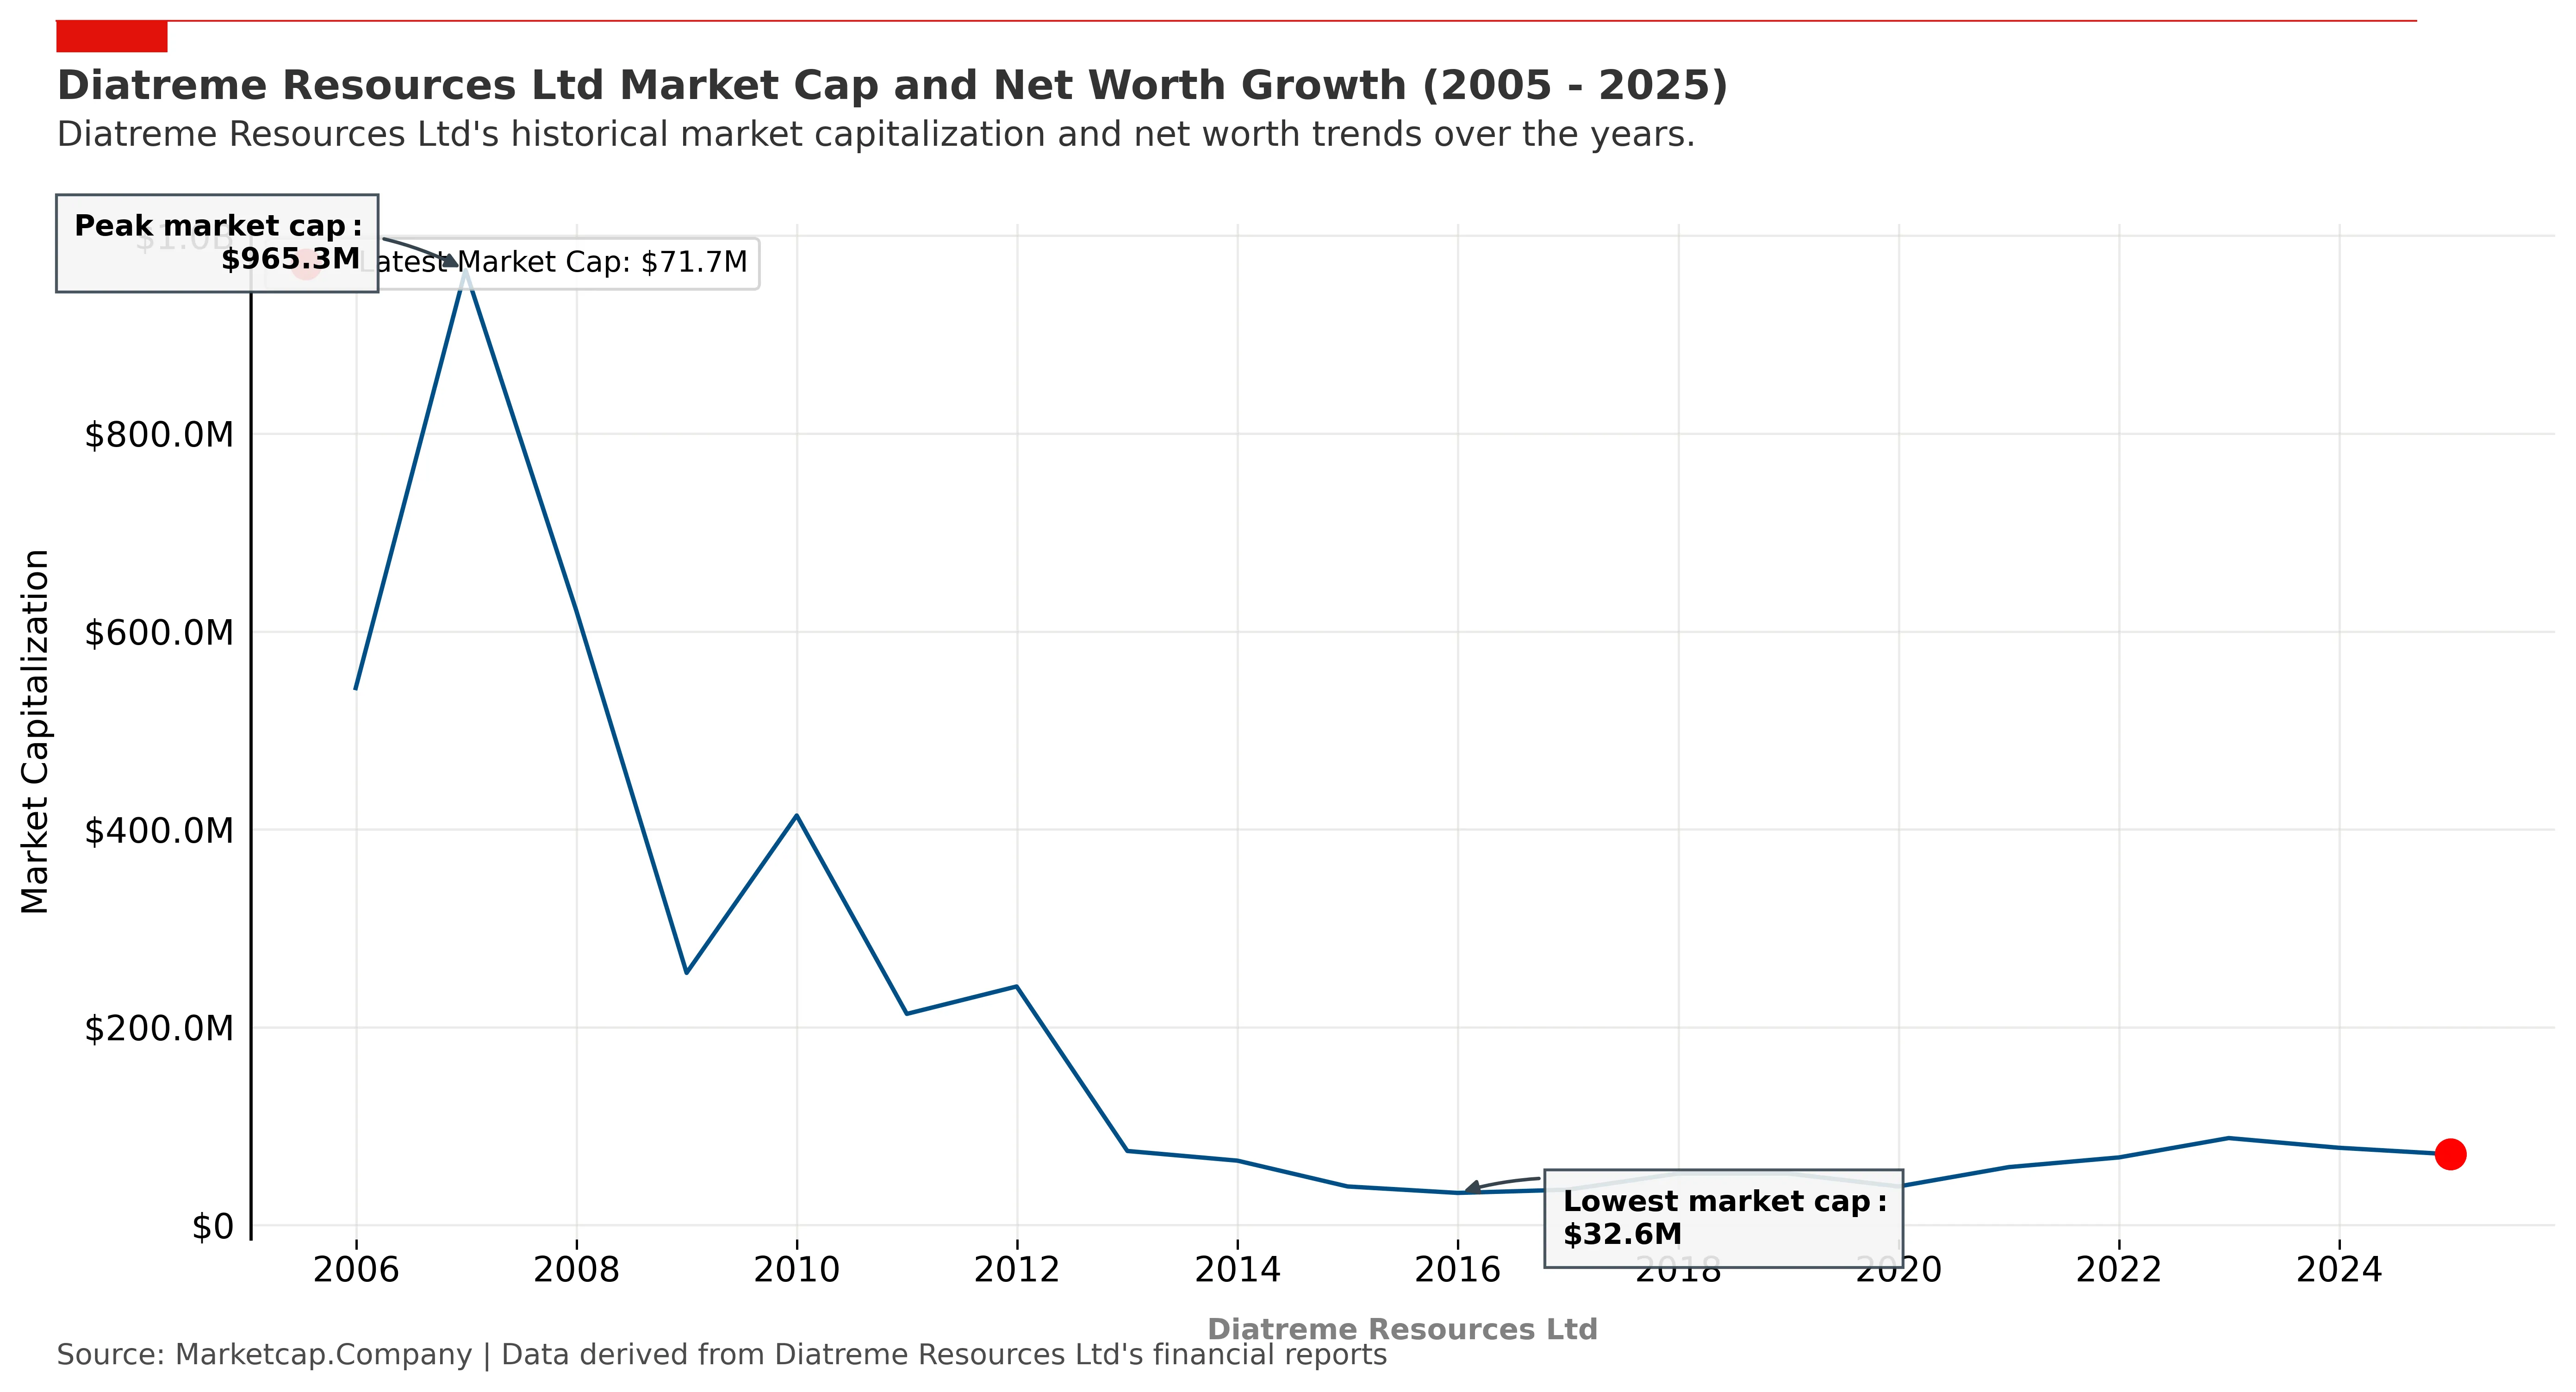 Diatreme Resources Ltd Market Cap and Net Worth Growth (2005 - 2025)
Diatreme Resources Ltd's historical market capitalization and net worth trends over the years.
Peak market cap:
$965.3M
$1.0B
Latest Market Cap: $71.7M
$800.0M
$600.0M
$400.0M
$200.0M
$0
Market Capitalization
Lowest market cap:
$32.6M
2006 2008 2010 2012 2014 2016 2018 2020 2022 2024
Diatreme Resources Ltd
Source: Marketcap.Company | Data derived from Diatreme Resources Ltd's financial reports